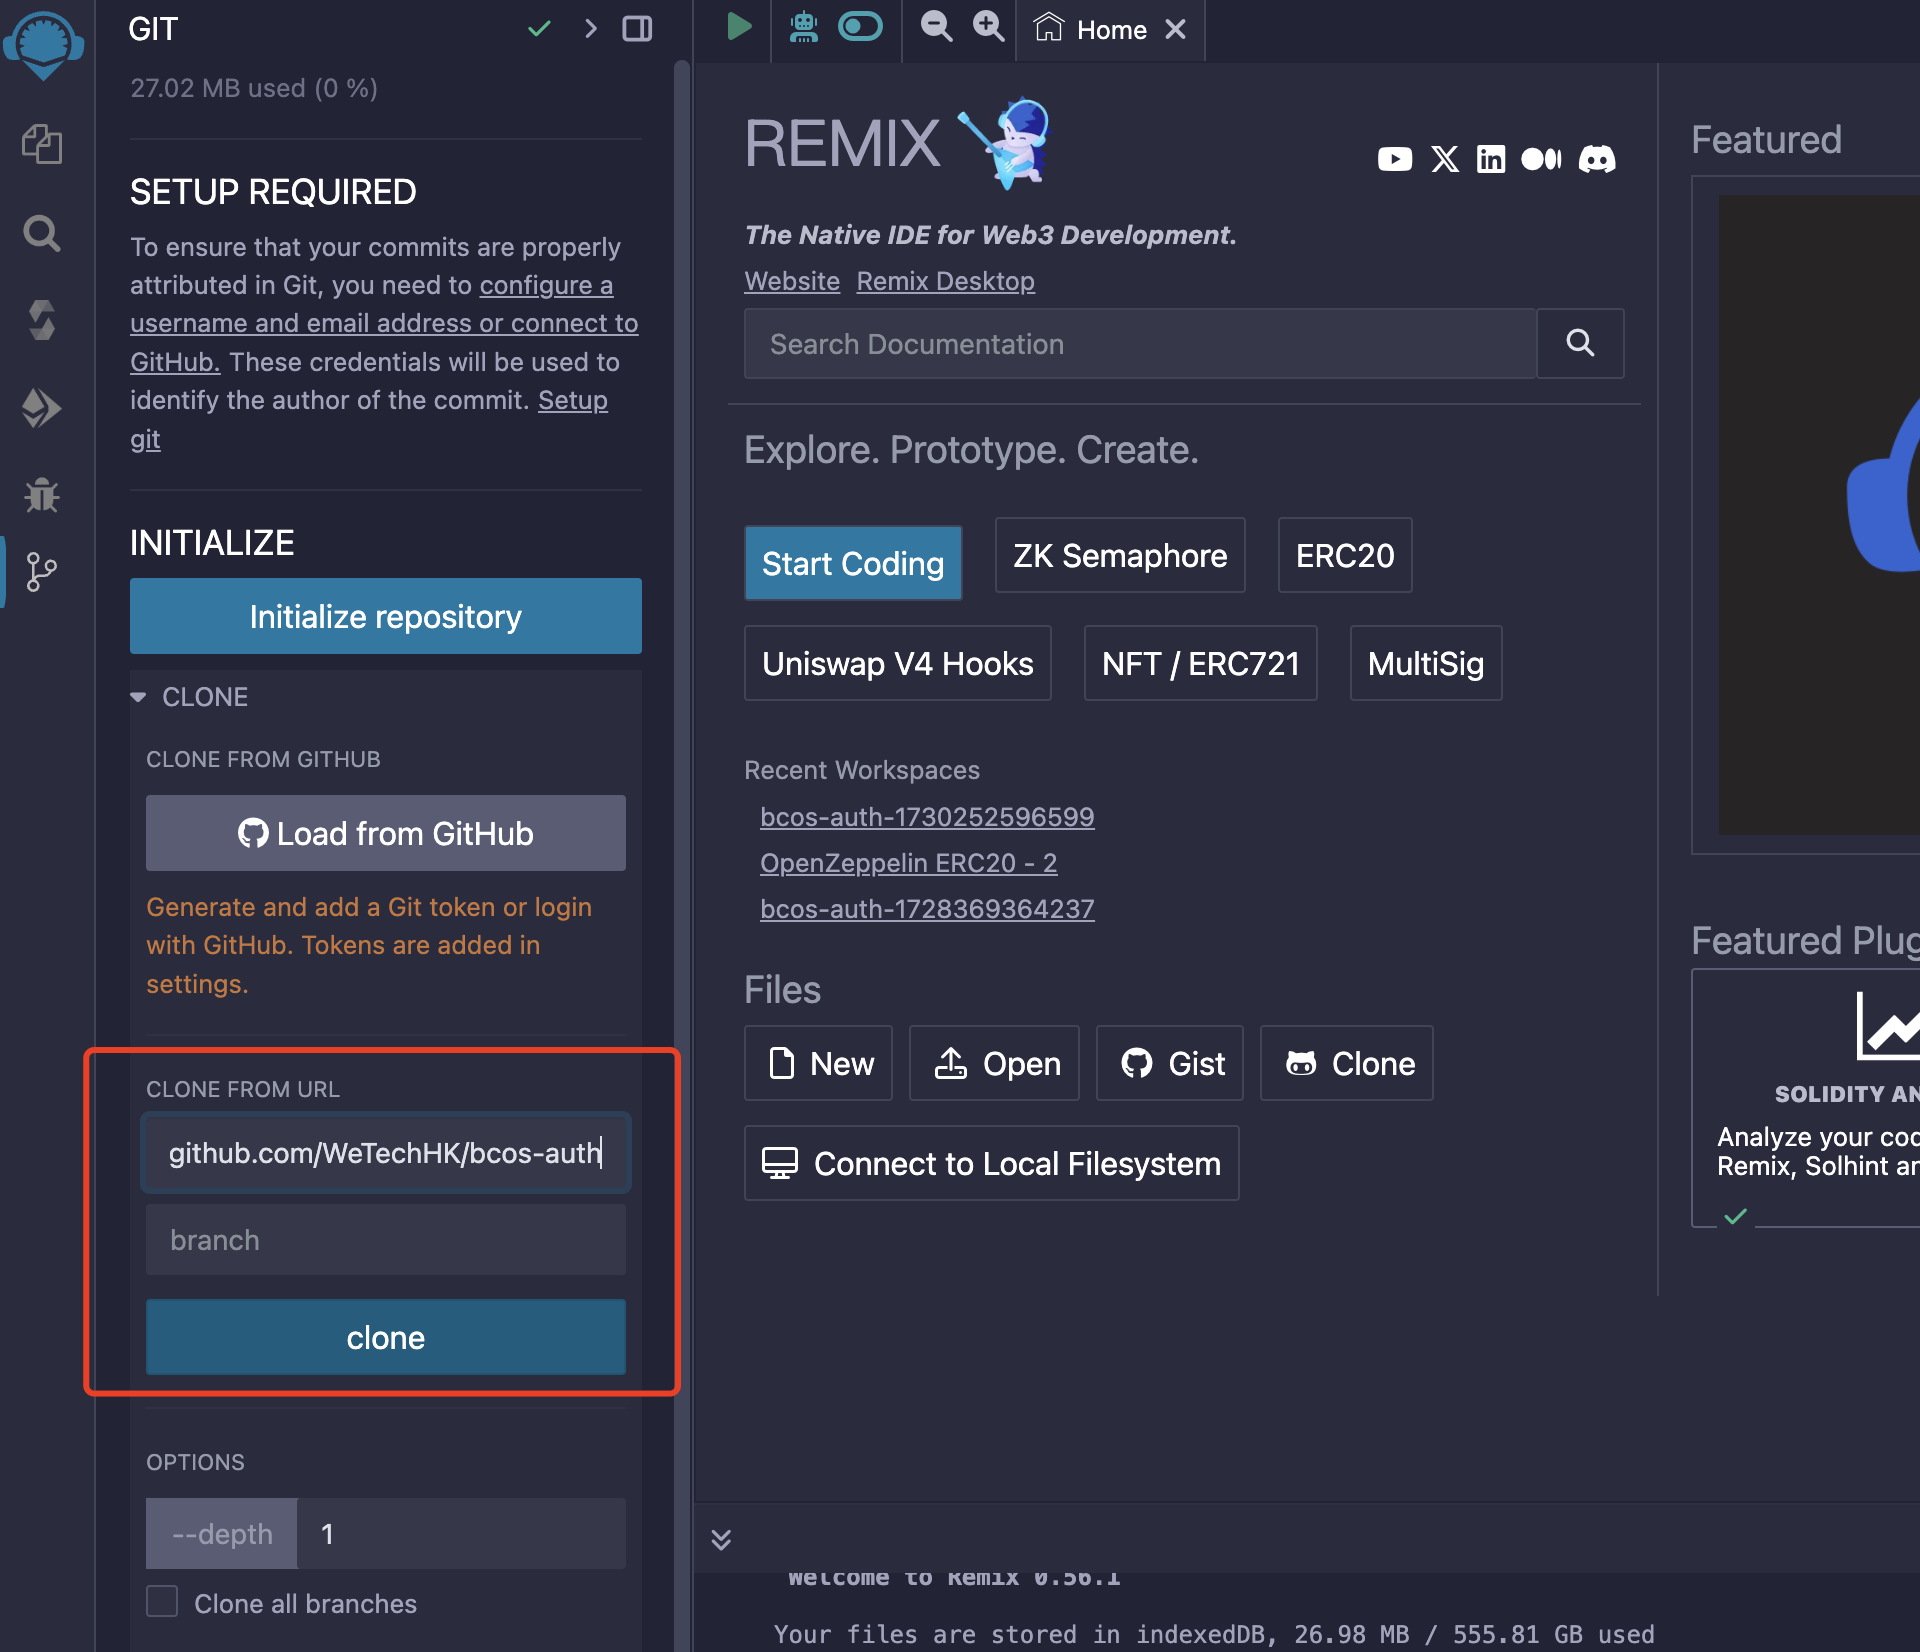 GIT
27.02 MB used (0 %)
SETUP REQUIRED
To ensure that your commits are properly
attributed in Git, you need to configure a
username and email address or connect to
GitHub. These credentials will be used to
identify the author of the commit. Setup
git
INITIALIZE
Initialize repository
CLONE
CLONE FROM GITHUB
Load from GitHub
Generate and add a Git token or login
with GitHub. Tokens are added in
settings.
CLONE FROM URL
github.com/WeTechHK/bcos-auth
branch
clone
OPTIONS
--depth 1
Clone all branches
Home
REMIX
The Native IDE for Web3 Development.
Website Remix Desktop
Search Documentation
Explore. Prototype. Create.
Start Coding ZK Semaphore ERC20
Uniswap V4 Hooks NFT / ERC721 MultiSig
Recent Workspaces
bcos-auth-1730252596599
OpenZeppelin ERC20 - 2
bcos-auth-1728369364237
Files
New Open Gist Clone
Connect to Local Filesystem
Welcome to Remix 0.56.1
Your files are stored in indexedDB, 26.98 MB / 555.81 GB used
Featured
Featured Plug
SOLIDITY AN
Analyze your cod
Remix, Solhint an